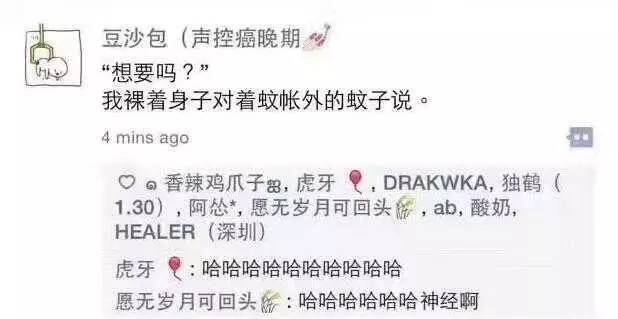 豆沙包（声控癌晚期💅
“想要吗？”
我裸着身子对着蚊帐外的蚊子说。
4 mins ago
♡ ๑ 香辣鸡爪子ஐ, 虎牙🎈, DRAKWKA, 独鹤（
1.30）, 阿怂*, 愿无岁月可回头🌾, ab, 酸奶,
HEALER（深圳）
虎牙🎈: 哈哈哈哈哈哈哈哈哈哈
愿无岁月可回头🌾: 哈哈哈哈哈哈神经啊